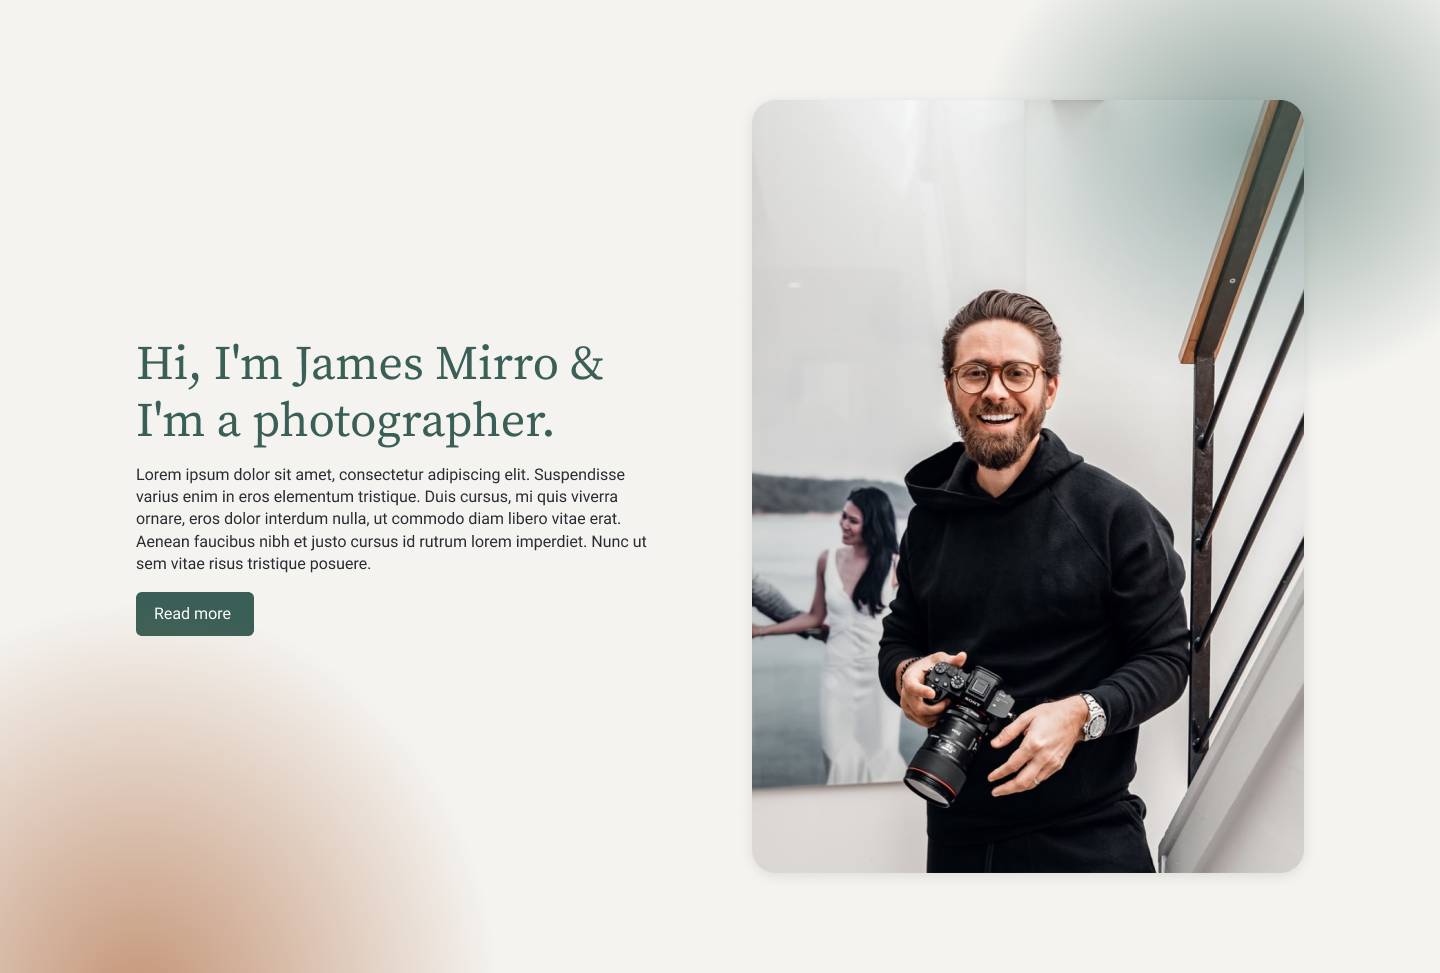 Hi, I'm James Mirro &
I'm a photographer.
Lorem ipsum dolor sit amet, consectetur adipiscing elit. Suspendisse
varius enim in eros elementum tristique. Duis cursus, mi quis viverra
ornare, eros dolor interdum nulla, ut commodo diam libero vitae erat.
Aenean faucibus nibh et justo cursus id rutrum lorem imperdiet. Nunc ut
sem vitae risus tristique posuere.
Read more
SONY